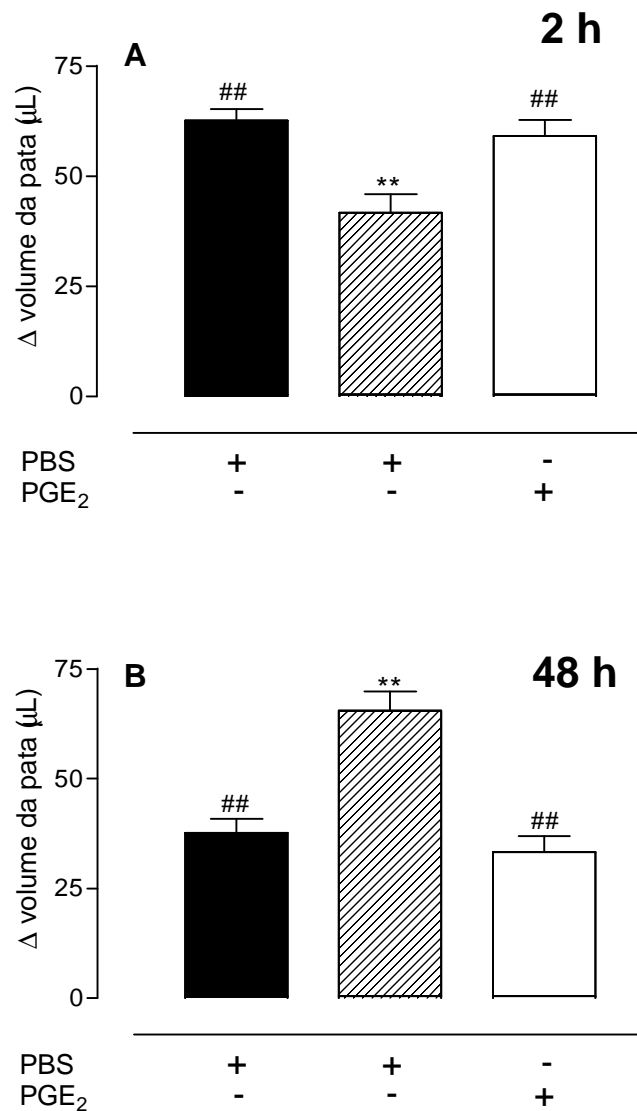 2 h
A
75
50
25
0
Δ volume da pata (µL)
## ** ##
PBS + + -
PGE₂ - - +
48 h
B
75
50
25
0
Δ volume da pata (µL)
## ** ##
PBS + + -
PGE₂ - - +